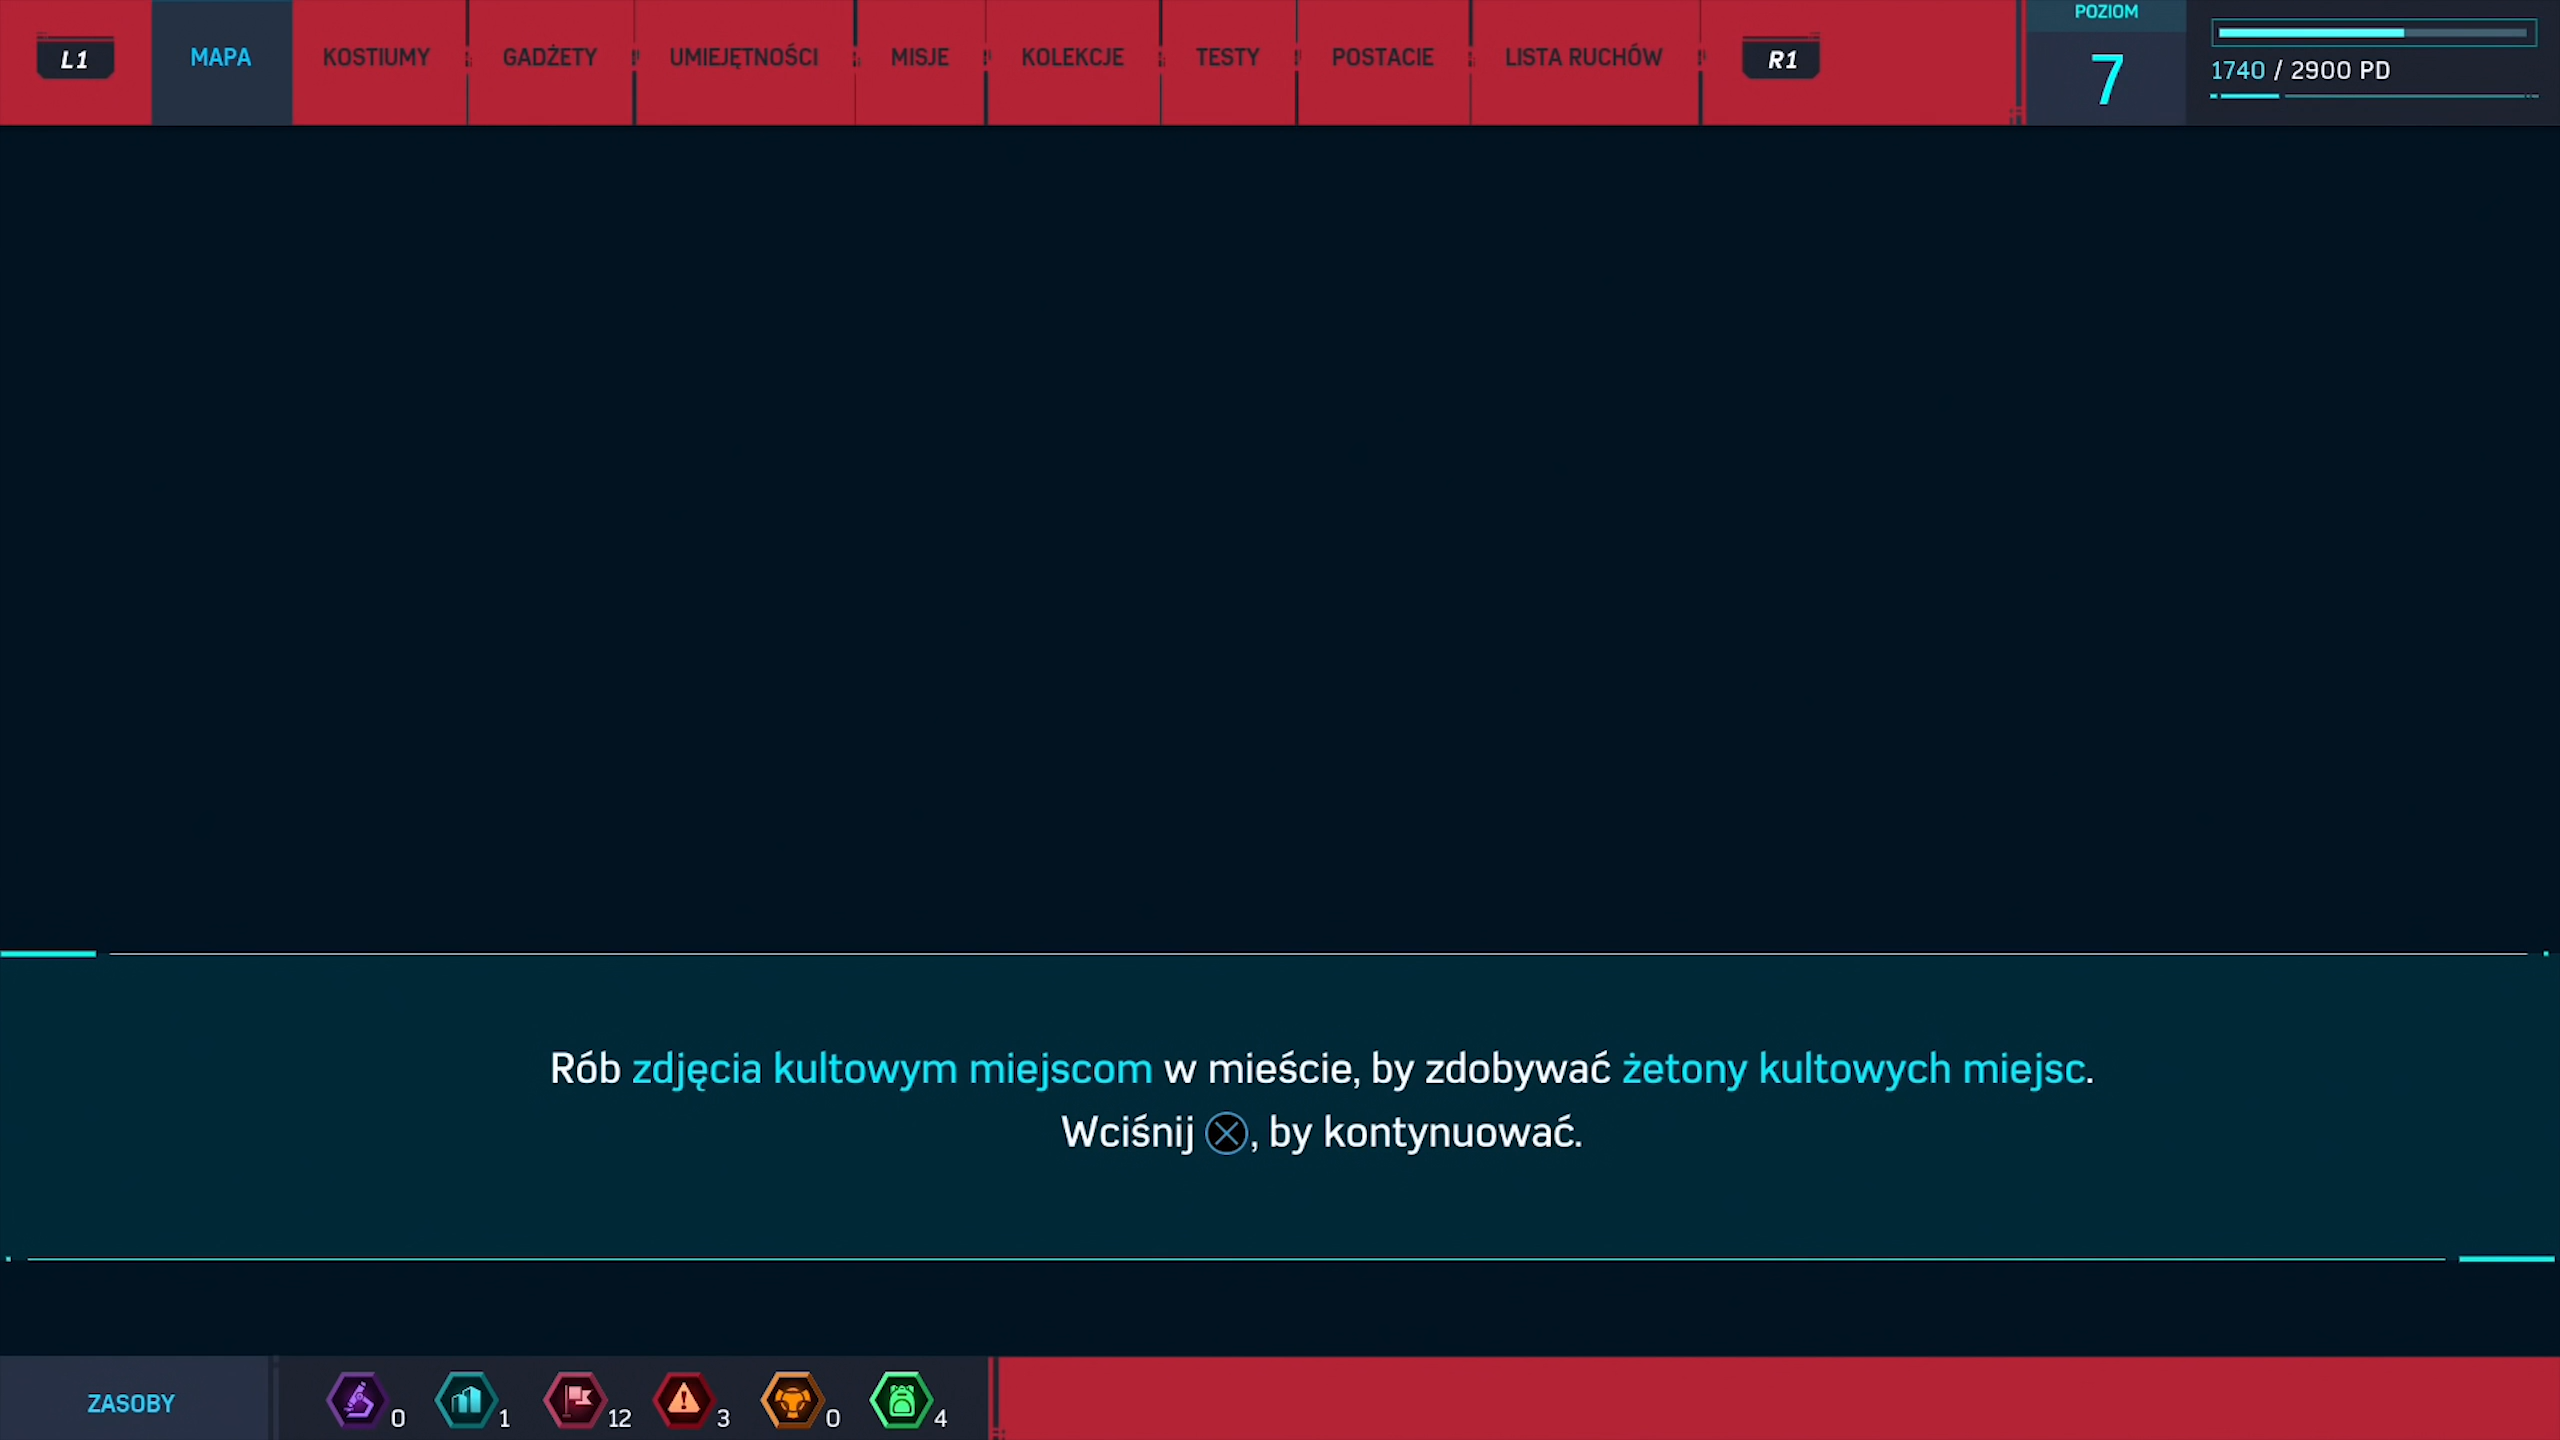 L1 MAPA KOSTIUMY GADŻETY UMIEJĘTNOŚCI MISJE KOLEKCJE TESTY POSTACIE LISTA RUCHÓW R1
POZIOM
7
1740 / 2900 PD
Rób zdjęcia kultowym miejscom w mieście, by zdobywać żetony kultowych miejsc.
Wciśnij , by kontynuować.
ZASOBY 0 1 12 3 0 4